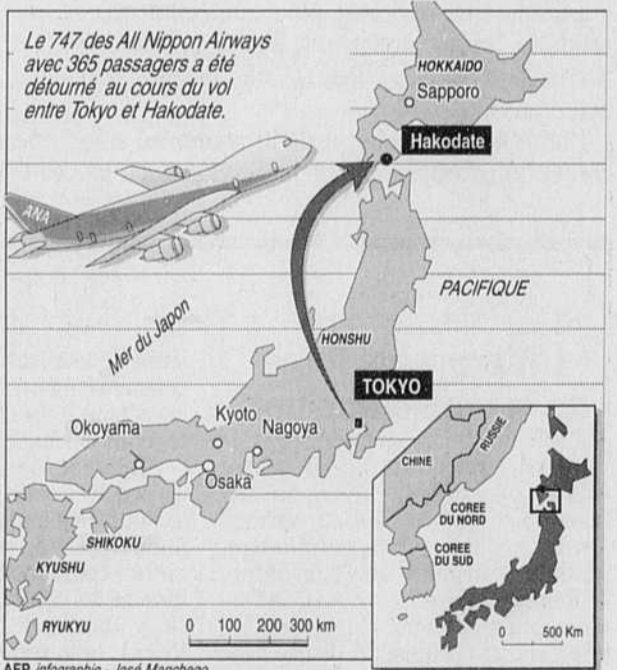 Le 747 des All Nippon Airways
avec 365 passagers a été
détourné au cours du vol
entre Tokyo et Hakodate.
HOKKAIDO
Sapporo
Hakodate
ANA
PACIFIQUE
Mer du Japon
HONSHU
TOKYO
Kyoto
Okoyama
Nagoya
Osaka
SHIKOKU
KYUSHU
RYUKYU
0 100 200 300 Km
RUSSIE
CHINE
COREE
DU NORD
COREE
DU SUD
0 500 Km
AFP infographie - José Mancheno